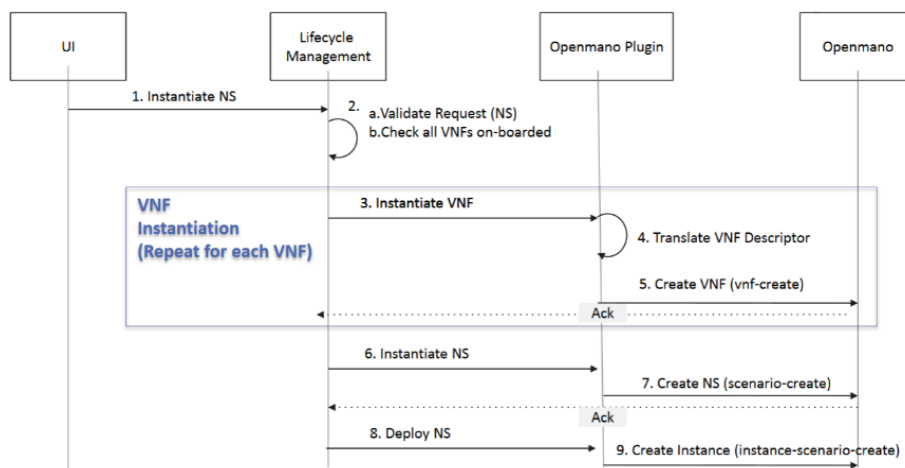 UI
Lifecycle
Management
Openmano Plugin
Openmano
1. Instantiate NS
2.
a.Validate Request (NS)
b.Check all VNFs on-boarded
VNF
Instantiation
(Repeat for each VNF)
3. Instantiate VNF
4. Translate VNF Descriptor
5. Create VNF (vnf-create)
Ack
6. Instantiate NS
7. Create NS (scenario-create)
Ack
8. Deploy NS
9. Create Instance (instance-scenario-create)